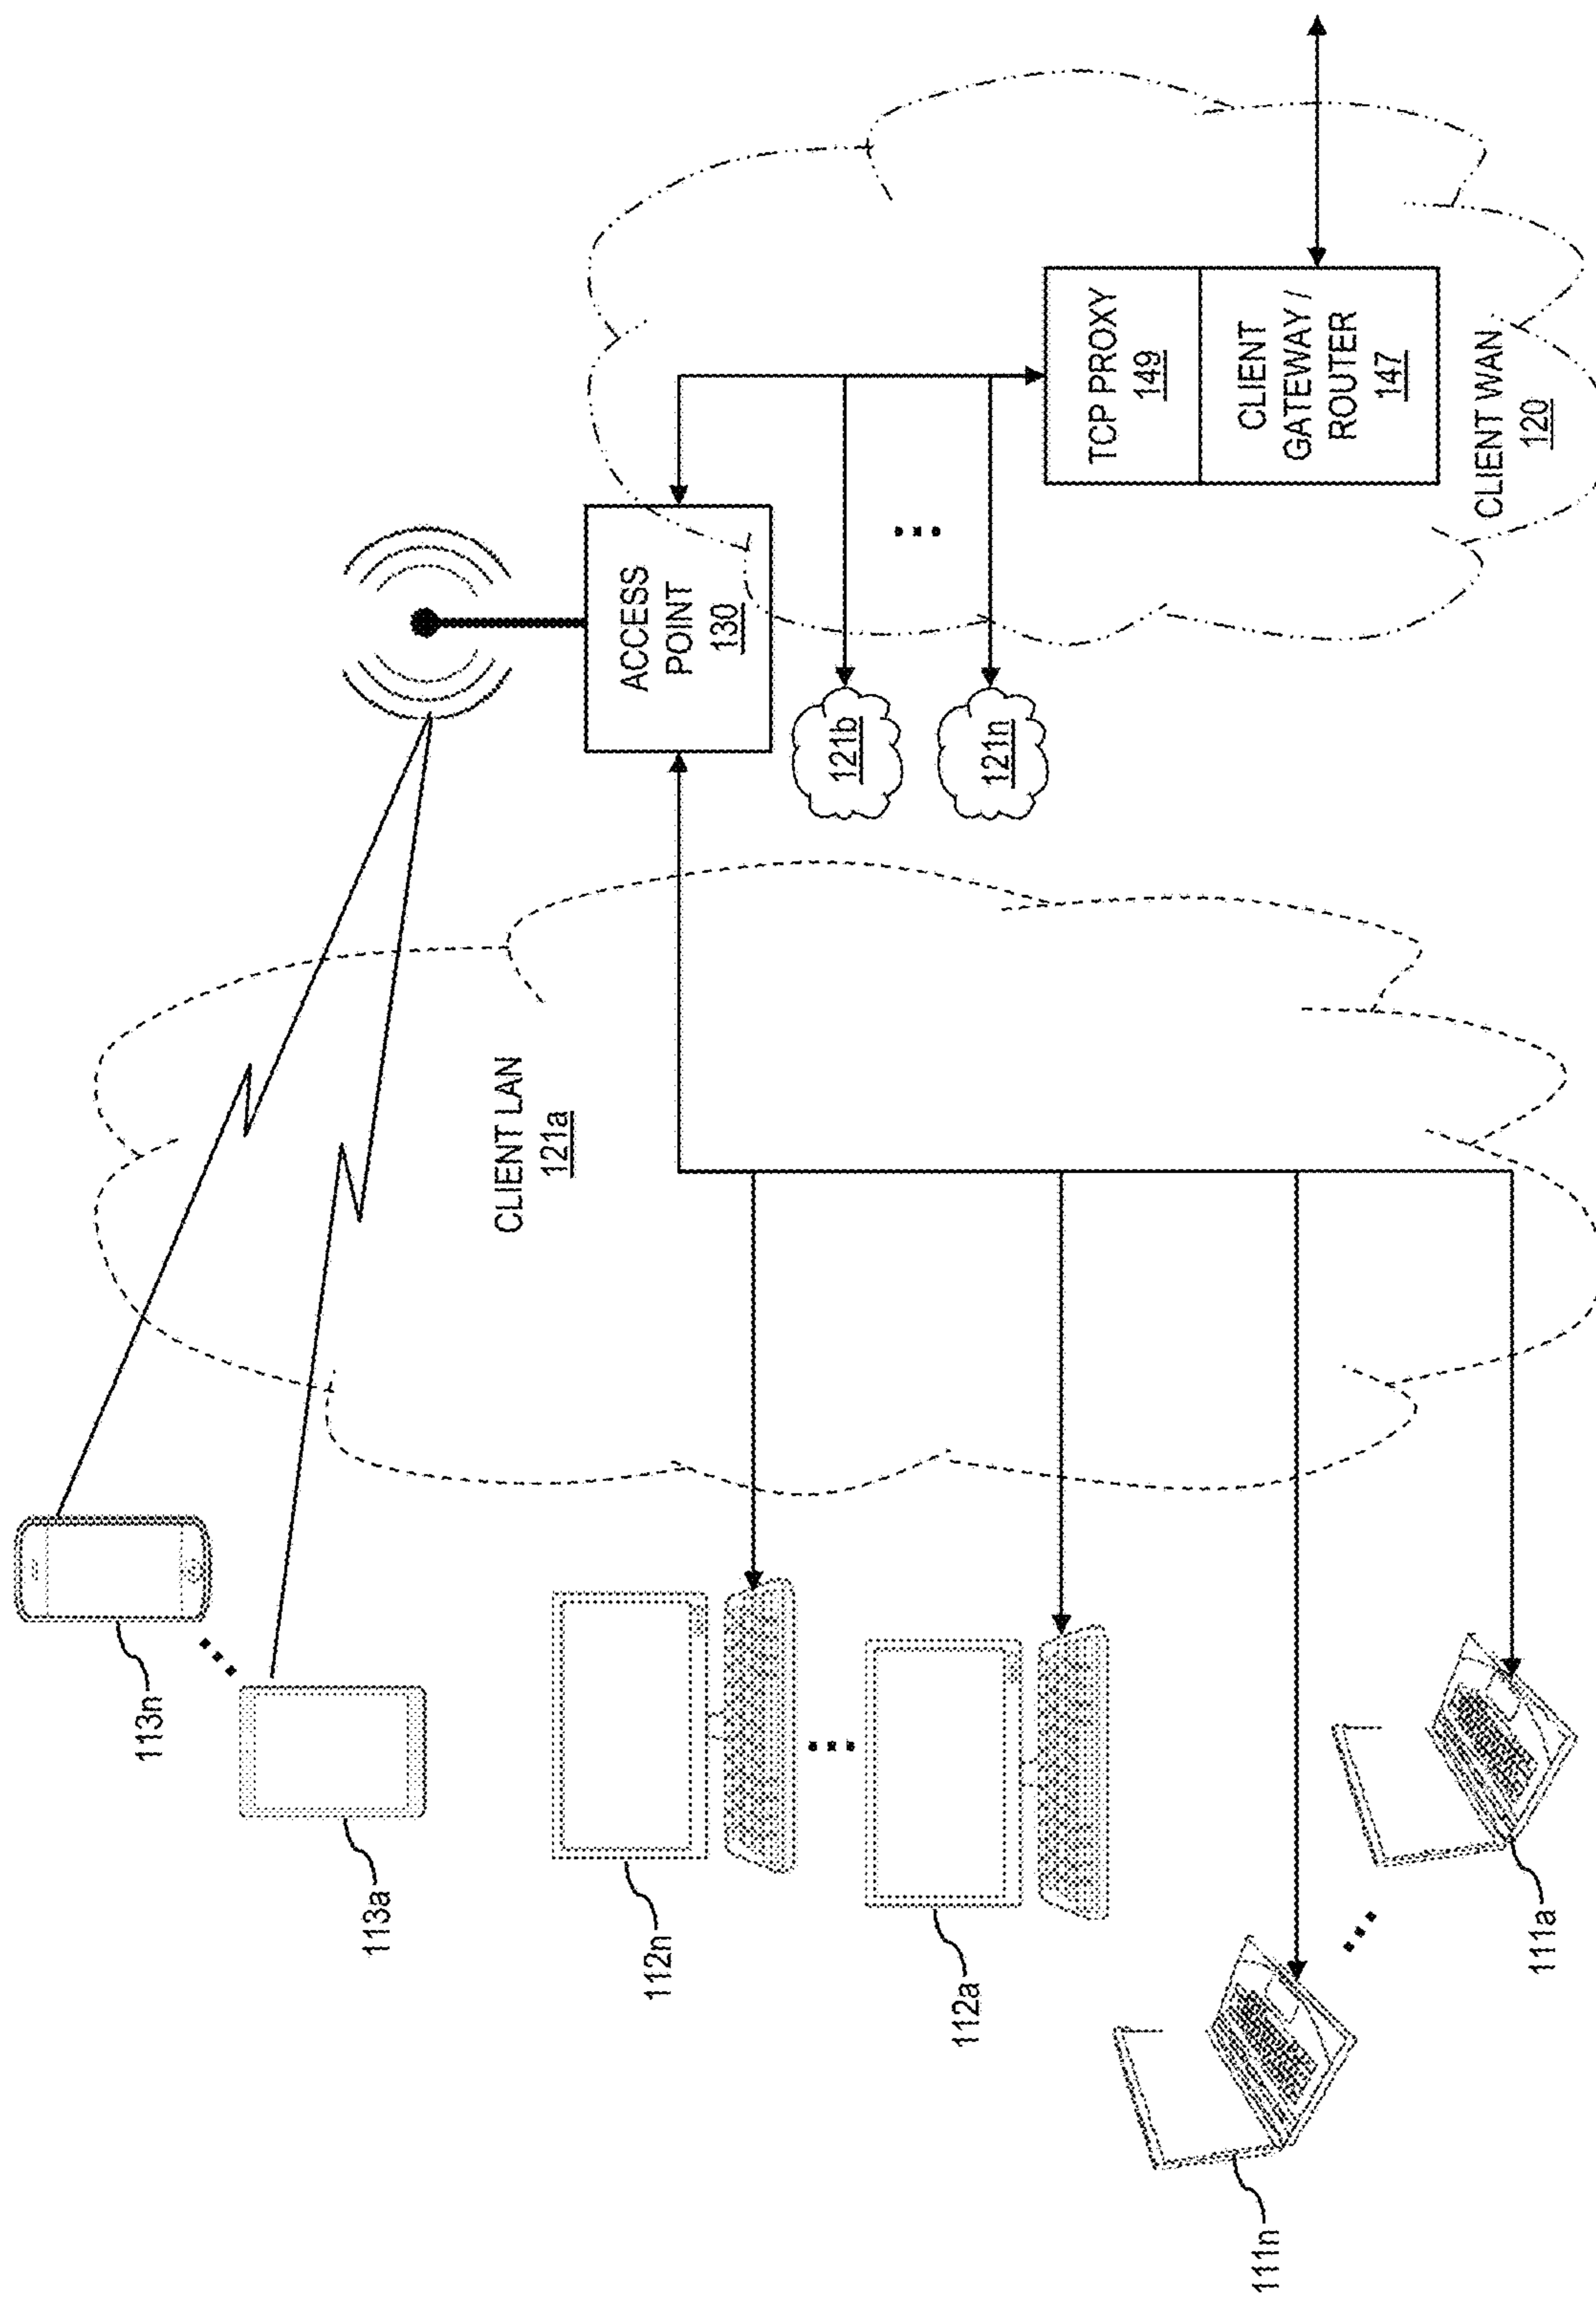 113n
113a
112n
112a
111n
111a
CLIENT LAN
121a
ACCESS
POINT
130
121b
121n
TCP PROXY
149
CLIENT
GATEWAY /
ROUTER
147
CLIENT WAN
120